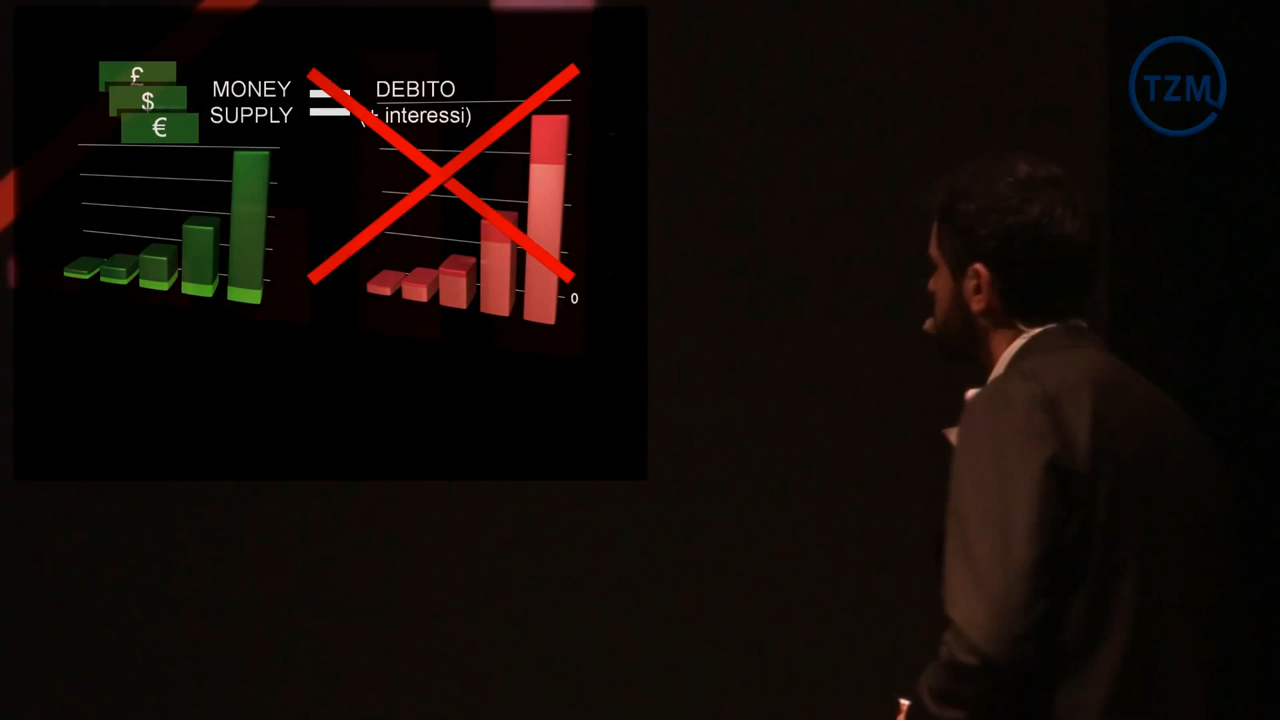 £
$
€
MONEY SUPPLY = DEBITO (+ interessi)
0
TZM